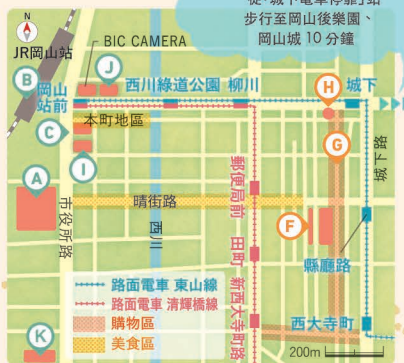 從「城下電車停靠」站
步行至岡山後樂園、
岡山城 10 分鐘
N
JR岡山站
BIC CAMERA
B
J
岡山
站前
西川綠道公園
柳川
H
城下
C
本町地區
I
G
城下路
A
市役所路
郵便局前
晴街路
西川
F
田町
縣廳路
新西大寺町路
路面電車 東山線
路面電車 清輝橋線
購物區
美食區
西大寺町
K
200m